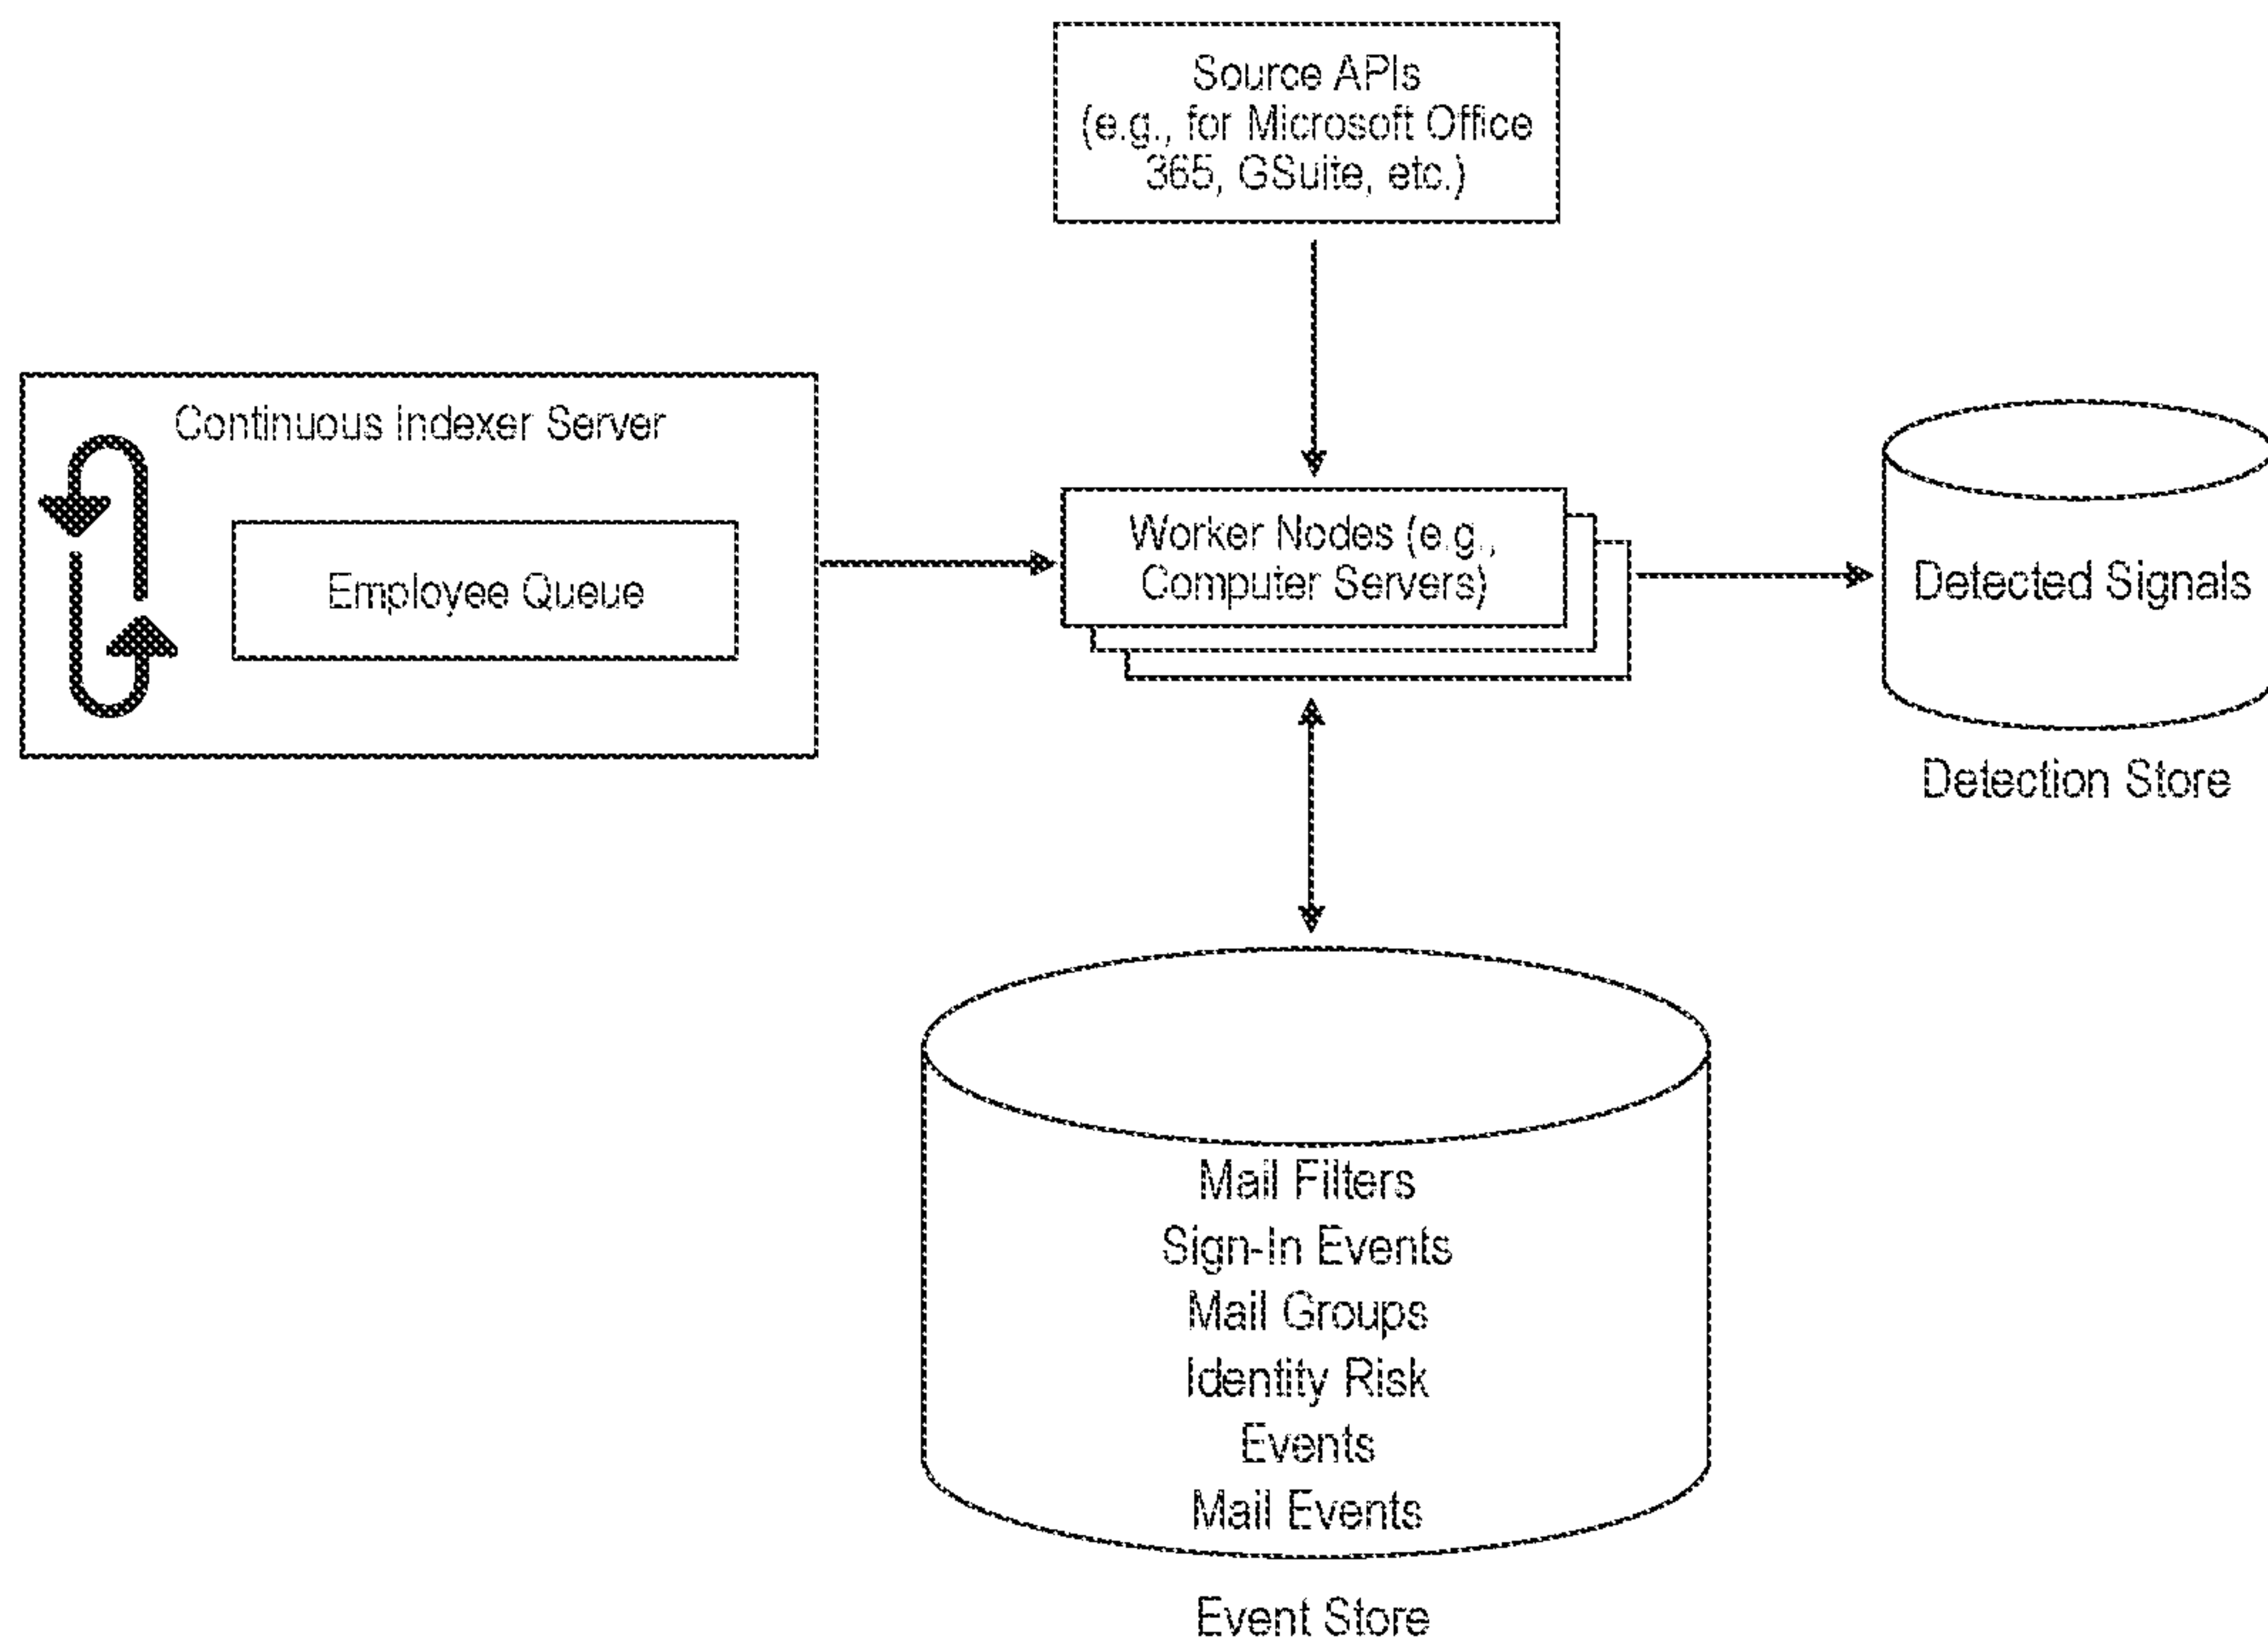 Source APIs
(e.g., for Microsoft Office
365, GSuite, etc.)
Continuous Indexer Server
Employee Queue
Worker Nodes (e.g.,
Computer Servers)
Detected Signals
Detection Store
Mail Filters
Sign-In Events
Mail Groups
Identity Risk
Events
Mail Events
Event Store